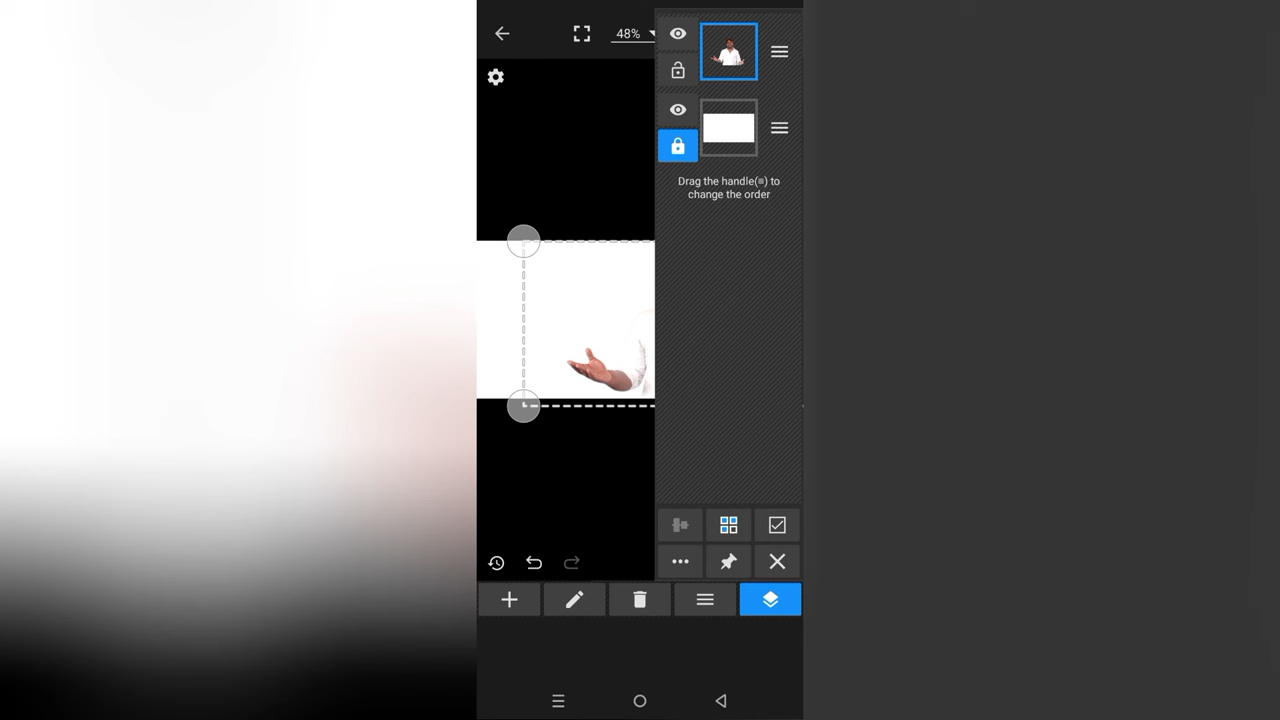 48%
Drag the handle(≡) to
change the order